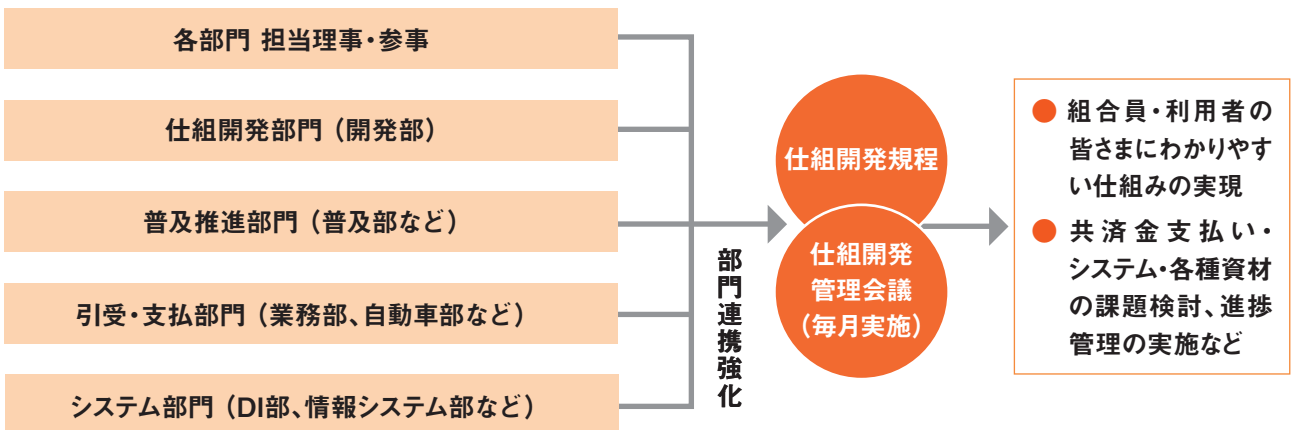 各部門 担当理事・参事
仕組開発部門（開発部）
普及推進部門（普及部など）
引受・支払部門（業務部、自動車部など）
システム部門（DI部、情報システム部など）
部門連携強化
仕組開発規程
仕組開発
管理会議
（毎月実施）
● 組合員・利用者の
皆さまにわかりやす
い仕組みの実現
● 共済金支払い・
システム・各種資材
の課題検討、進捗
管理の実施など